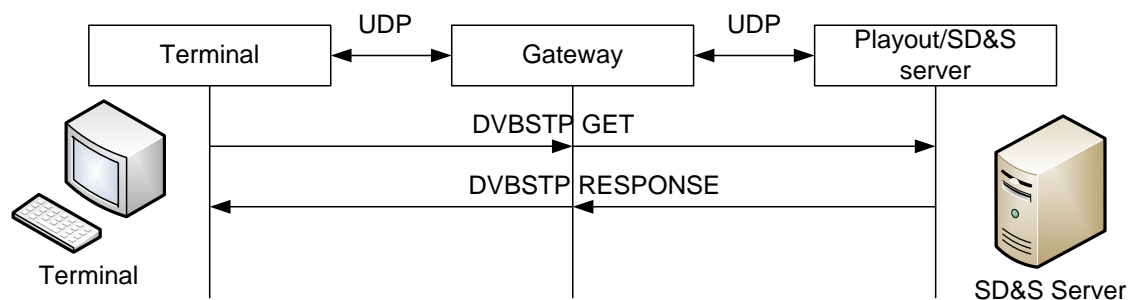 UDP
UDP
Terminal
Gateway
Playout/SD&S
server
DVBSTP GET
DVBSTP RESPONSE
Terminal
SD&S Server